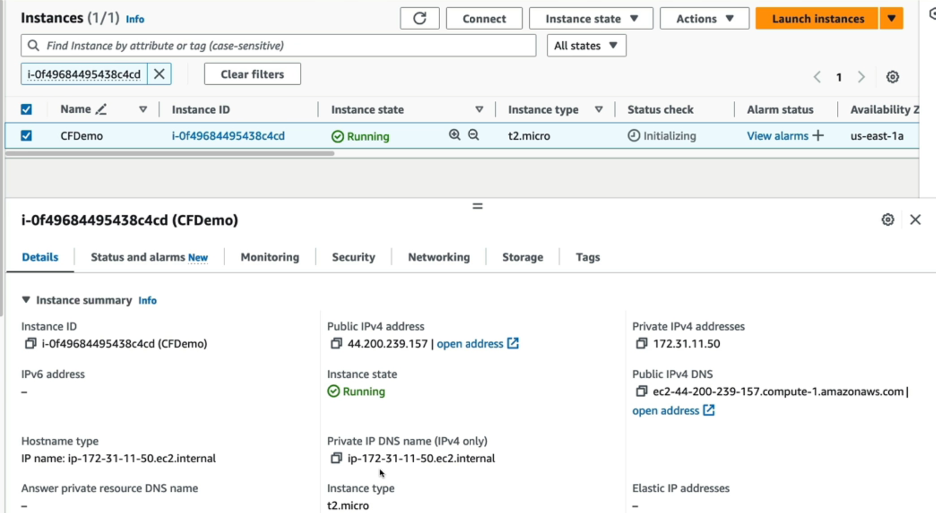 Instances (1/1) Info
Connect
Instance state
Actions
Launch instances
Find Instance by attribute or tag (case-sensitive)
All states
i-0f49684495438c4cd
Clear filters
1
Name Instance ID Instance state Instance type Status check Alarm status Availability Z
CFDemo i-0f49684495438c4cd Running t2.micro Initializing View alarms + us-east-1a
i-0f49684495438c4cd (CFDemo)
Details Status and alarms New Monitoring Security Networking Storage Tags
Instance summary Info
Instance ID Public IPv4 address Private IPv4 addresses
i-0f49684495438c4cd (CFDemo) 44.200.239.157 | open address 172.31.11.50
IPv6 address Instance state Public IPv4 DNS
– Running ec2-44-200-239-157.compute-1.amazonaws.com |
open address
Hostname type Private IP DNS name (IPv4 only)
IP name: ip-172-31-11-50.ec2.internal ip-172-31-11-50.ec2.internal
Answer private resource DNS name Instance type Elastic IP addresses
– t2.micro –